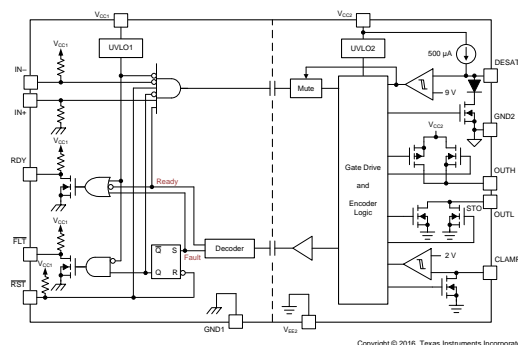 VCC1
VCC2
UVLO1
UVLO2
500 µA
DESAT
VCC1
IN–
Mute
9 V
IN+
GND2
VCC1
VCC2
RDY
Ready
Gate Drive
and
Encoder
Logic
OUTH
STO
OUTL
VCC1
FLT
Q S
Fault
Decoder
2 V
CLAMP
VCC1
Q R
RST
GND1
VEE2
Copyright © 2016, Texas Instruments Incorporated